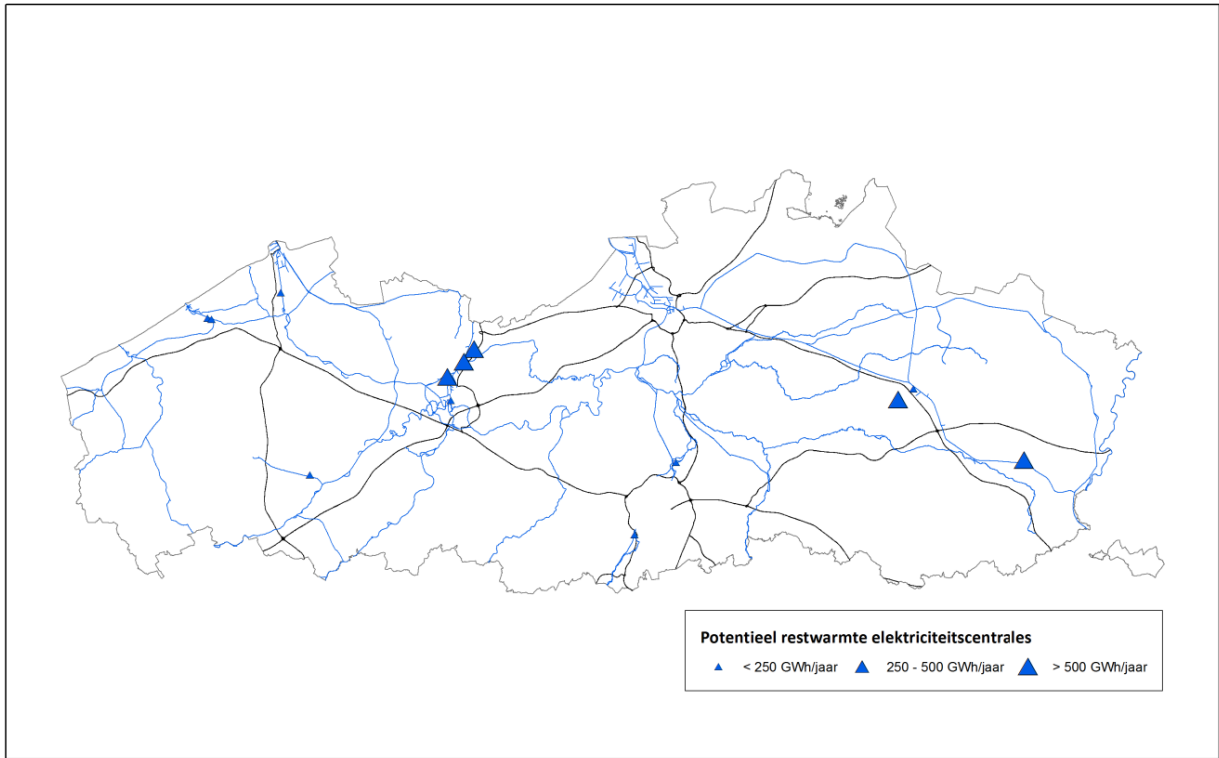 Potentieel restwarmte elektriciteitscentrales
< 250 GWh/jaar 250 - 500 GWh/jaar > 500 GWh/jaar